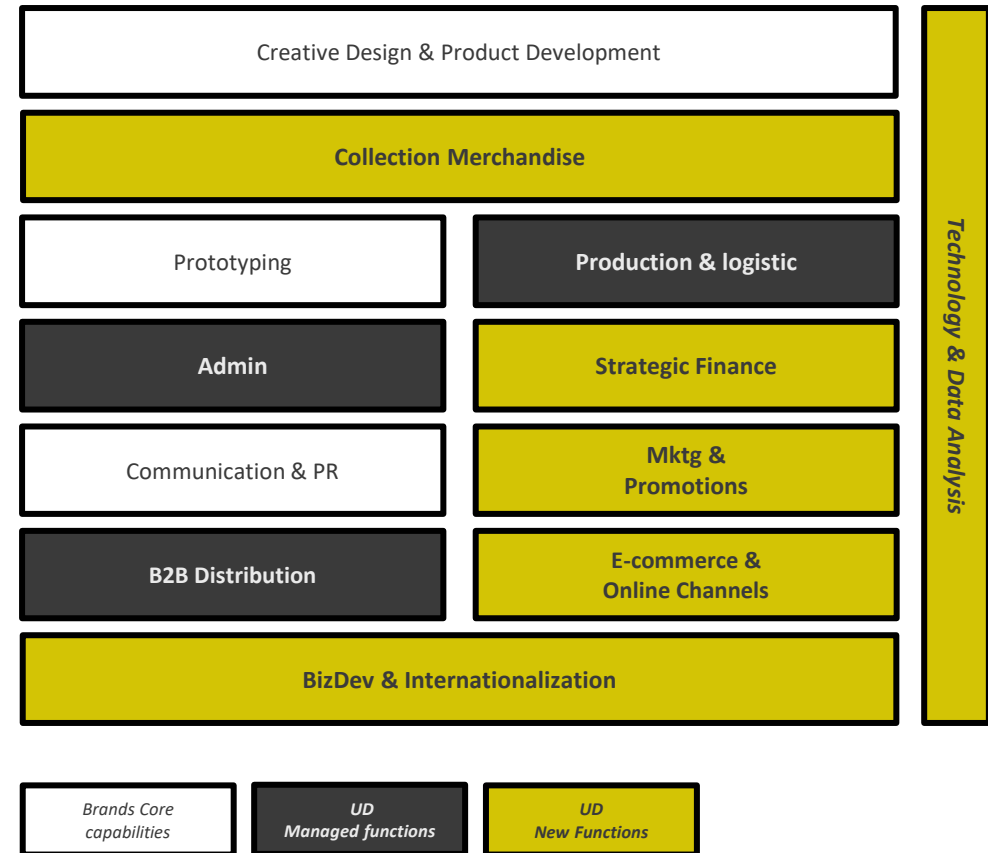 Creative Design & Product Development
Collection Merchandise
Prototyping
Production & logistic
Admin
Strategic Finance
Communication & PR
Mktg &
Promotions
B2B Distribution
E-commerce &
Online Channels
BizDev & Internationalization
Technology & Data Analysis
Brands Core
capabilities
UD
Managed functions
UD
New Functions